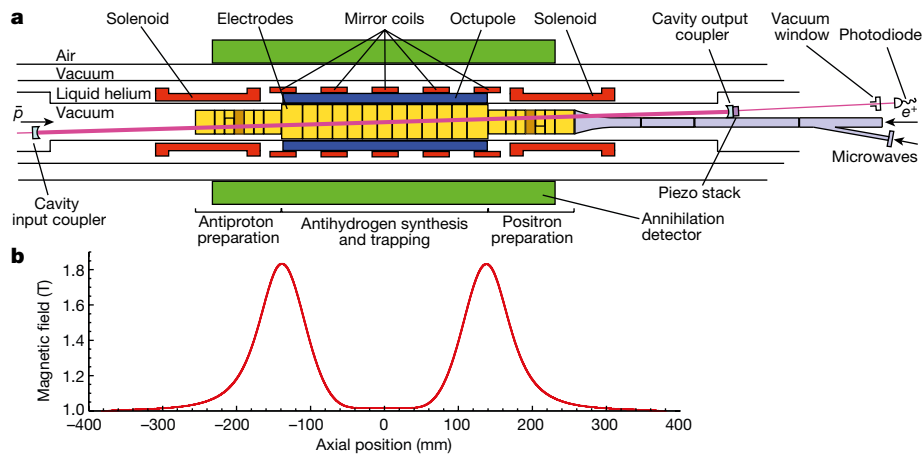 a
Solenoid
Electrodes
Mirror coils
Octupole
Solenoid
Cavity output
coupler
Vacuum
window
Photodiode
Air
Vacuum
Liquid helium
Vacuum
p̄
e⁺
Microwaves
Cavity
input coupler
Piezo stack
Annihilation
detector
Antiproton
preparation
Antihydrogen synthesis
and trapping
Positron
preparation
b
Magnetic field (T)
1.8
1.6
1.4
1.2
1.0
−400
−300
−200
−100
0
100
200
300
400
Axial position (mm)